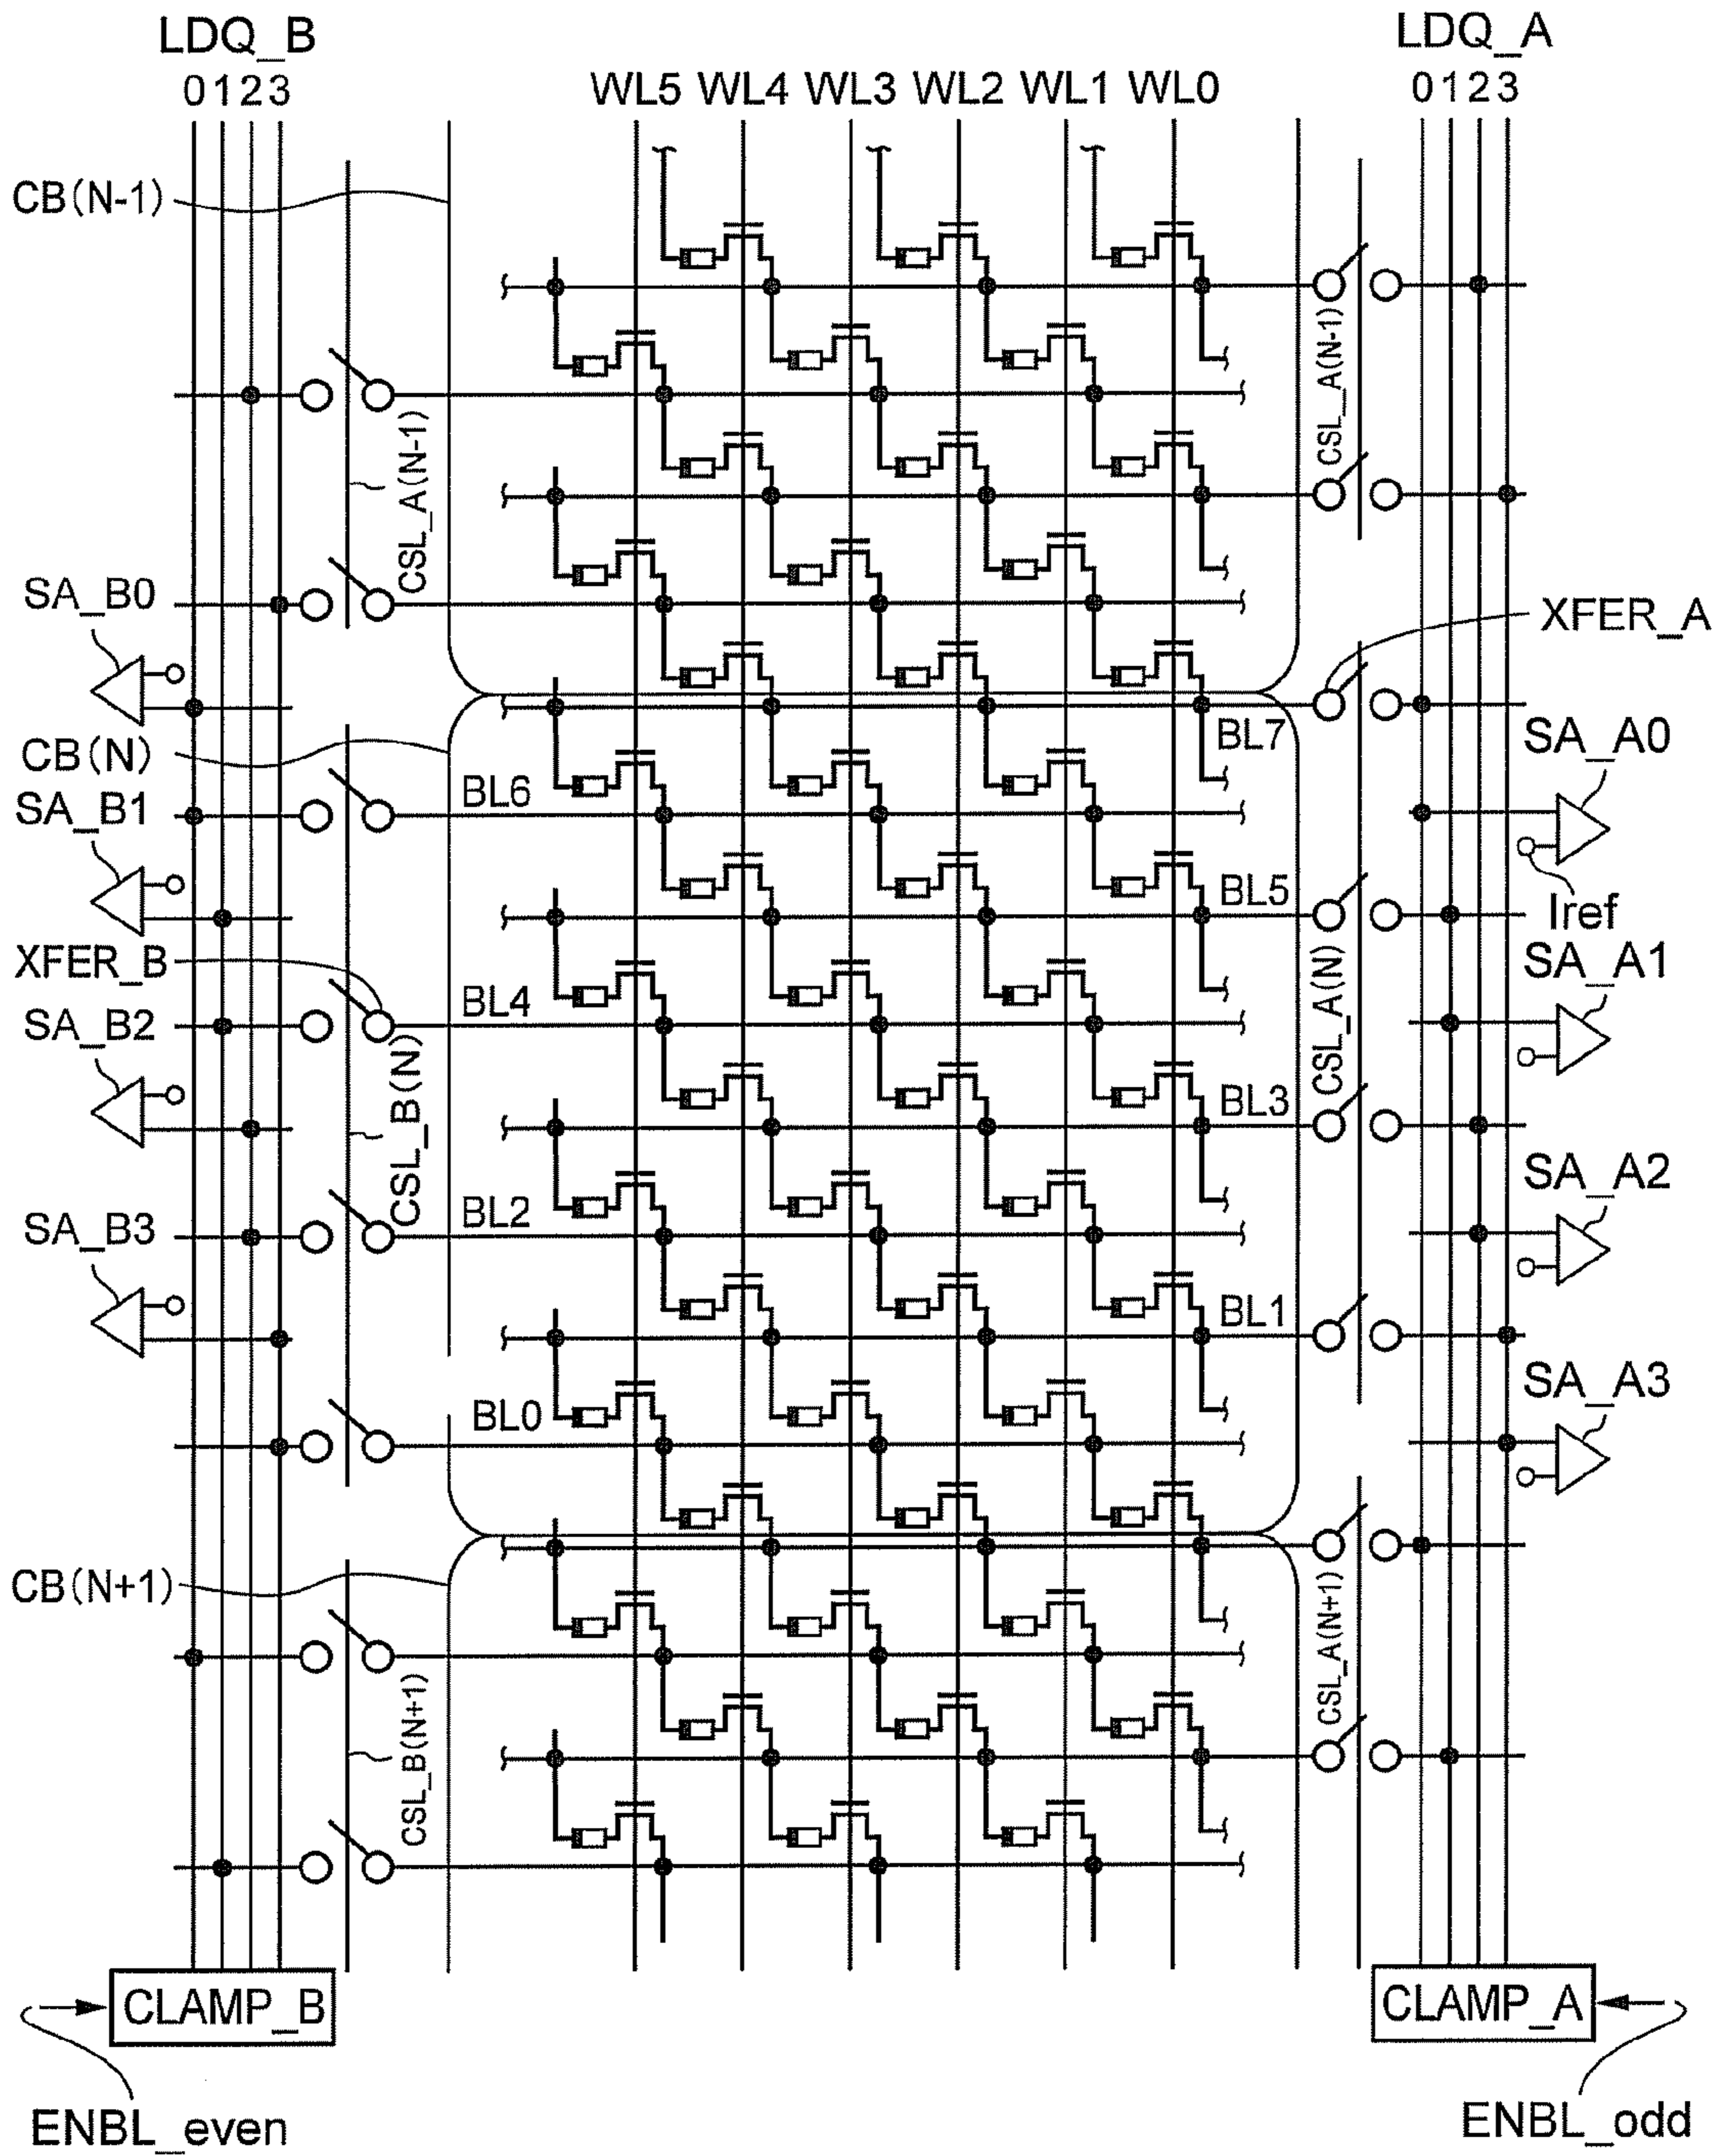 LDQ_B
0123
WL5 WL4 WL3 WL2 WL1 WL0
LDQ_A
0123
CB(N-1)
CSL_A(N-1)
CSL_A(N-1)
SA_B0
XFER_A
CB(N)
BL7
SA_A0
SA_B1
BL6
BL5
Iref
XFER_B
SA_A1
SA_B2
BL4
CSL_A(N)
CSL_B(N)
BL3
SA_A2
SA_B3
BL2
BL1
SA_A3
BL0
CB(N+1)
CSL_A(N+1)
CSL_B(N+1)
CLAMP_B
CLAMP_A
ENBL_even
ENBL_odd